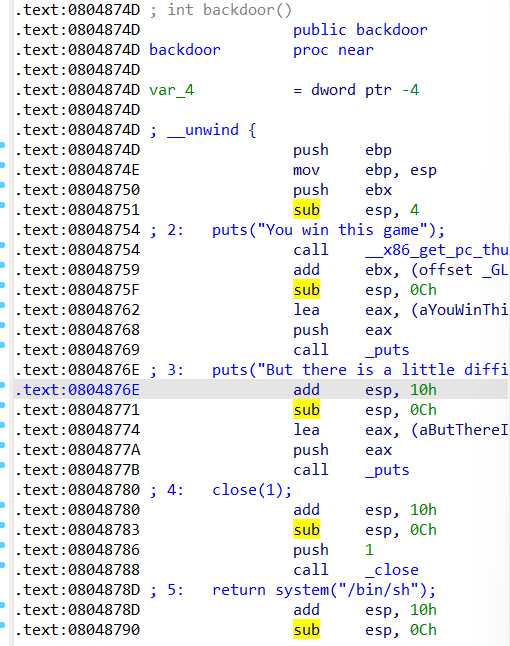 .text:0804874D ; int backdoor()
.text:0804874D public backdoor
.text:0804874D backdoor proc near
.text:0804874D
.text:0804874D var_4 = dword ptr -4
.text:0804874D
.text:0804874D ; __unwind {
.text:0804874D push ebp
.text:0804874E mov ebp, esp
.text:08048750 push ebx
.text:08048751 sub esp, 4
.text:08048754 ; 2: puts("You win this game");
.text:08048754 call __x86_get_pc_thu
.text:08048759 add ebx, (offset _GL
.text:0804875F sub esp, 0Ch
.text:08048762 lea eax, (aYouWinThi
.text:08048768 push eax
.text:08048769 call _puts
.text:0804876E ; 3: puts("But there is a little diffi
.text:0804876E add esp, 10h
.text:08048771 sub esp, 0Ch
.text:08048774 lea eax, (aButThereI
.text:0804877A push eax
.text:0804877B call _puts
.text:08048780 ; 4: close(1);
.text:08048780 add esp, 10h
.text:08048783 sub esp, 0Ch
.text:08048786 push 1
.text:08048788 call _close
.text:0804878D ; 5: return system("/bin/sh");
.text:0804878D add esp, 10h
.text:08048790 sub esp, 0Ch